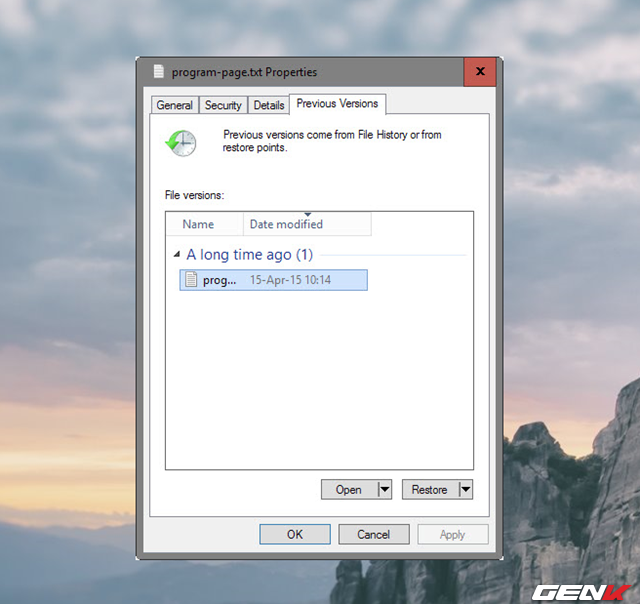 program-page.txt Properties
x
General Security Details Previous Versions
Previous versions come from File History or from
restore points.
File versions:
Name Date modified
A long time ago (1)
prog... 15-Apr-15 10:14
Open Restore
OK Cancel Apply
GENK